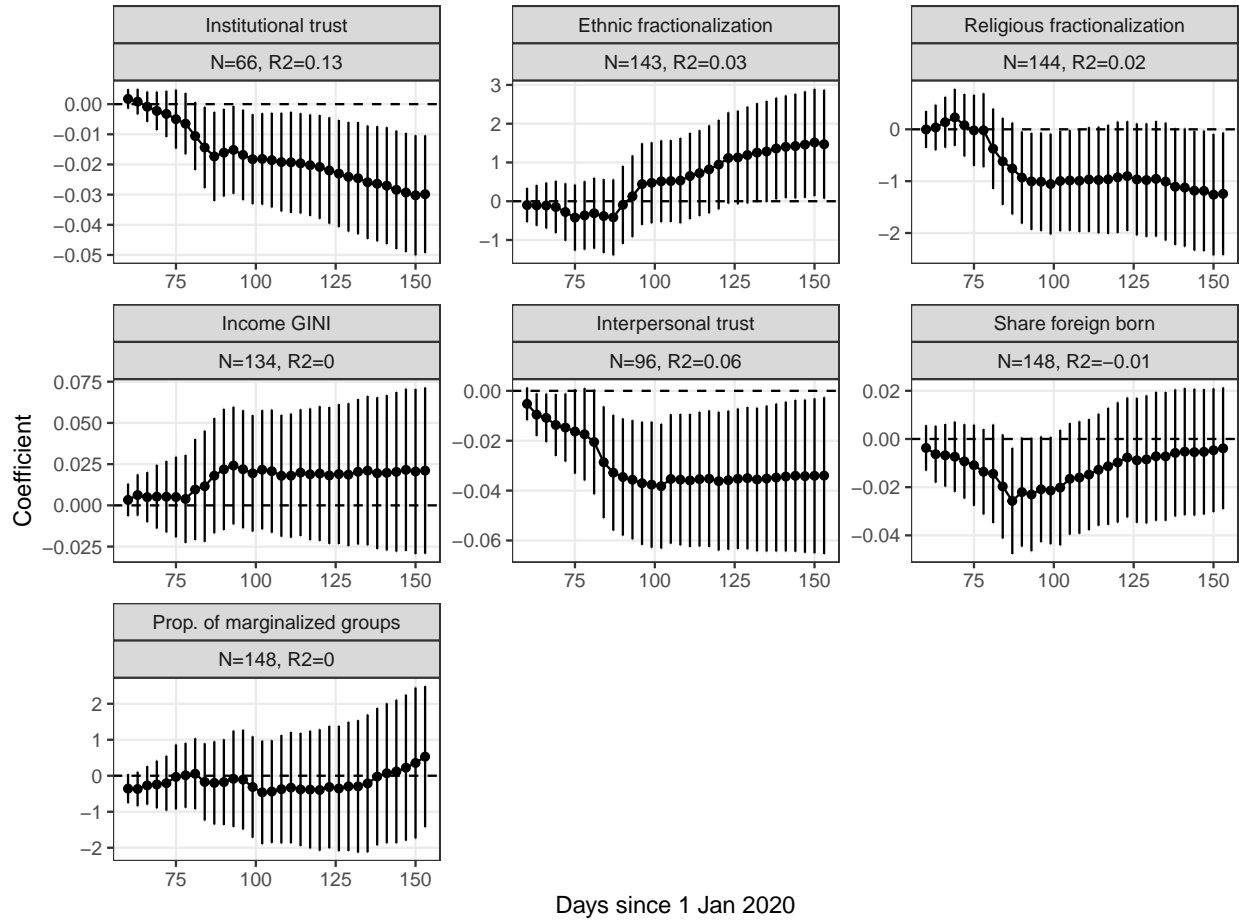 Institutional trust
N=66, R2=0.13
0.00
−0.01
−0.02
−0.03
−0.04
−0.05
75 100 125 150
Ethnic fractionalization
N=143, R2=0.03
3
2
1
0
−1
75 100 125 150
Religious fractionalization
N=144, R2=0.02
0
−1
−2
75 100 125 150
Income GINI
N=134, R2=0
0.075
0.050
0.025
0.000
−0.025
75 100 125 150
Interpersonal trust
N=96, R2=0.06
0.00
−0.02
−0.04
−0.06
75 100 125 150
Share foreign born
N=148, R2=−0.01
0.02
0.00
−0.02
−0.04
75 100 125 150
Prop. of marginalized groups
N=148, R2=0
2
1
0
−1
−2
75 100 125 150
Coefficient
Days since 1 Jan 2020